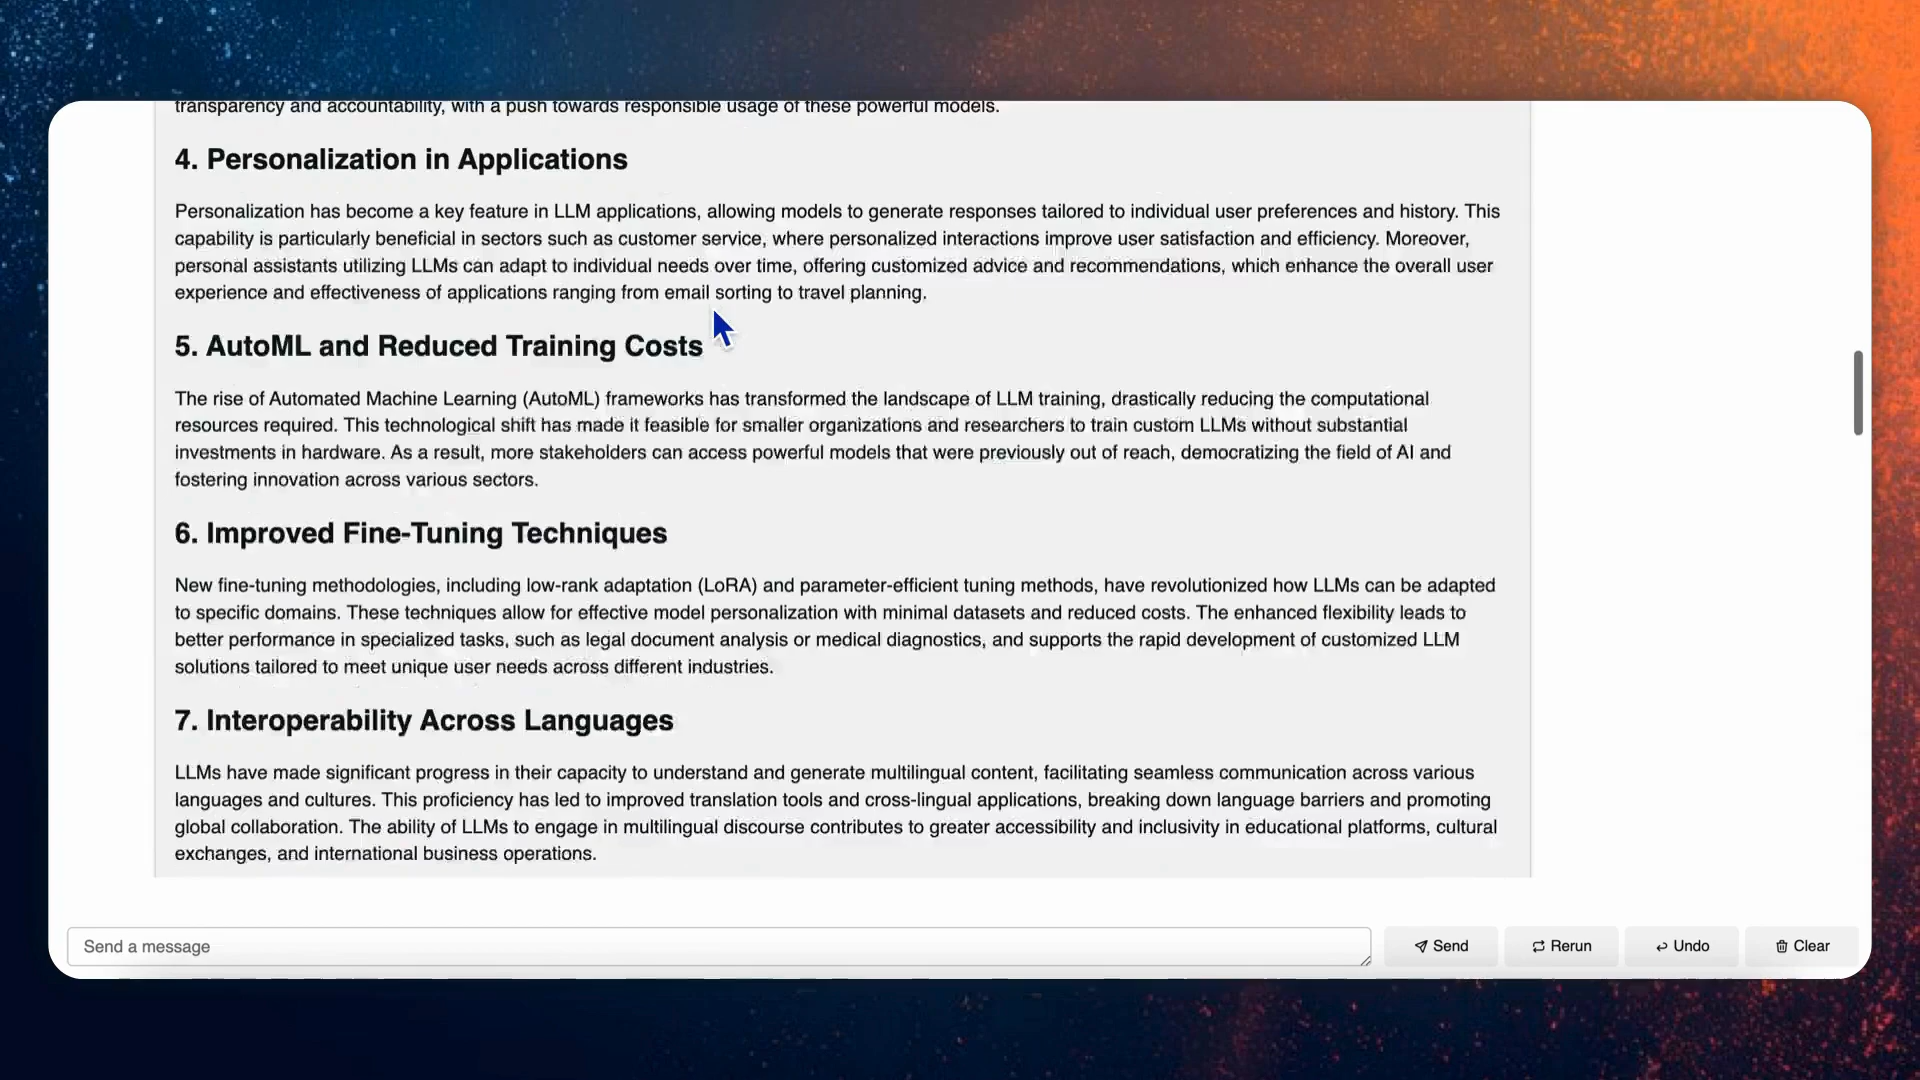 transparency and accountability, with a push towards responsible usage of these powerful models.
4. Personalization in Applications
Personalization has become a key feature in LLM applications, allowing models to generate responses tailored to individual user preferences and history. This
capability is particularly beneficial in sectors such as customer service, where personalized interactions improve user satisfaction and efficiency. Moreover,
personal assistants utilizing LLMs can adapt to individual needs over time, offering customized advice and recommendations, which enhance the overall user
experience and effectiveness of applications ranging from email sorting to travel planning.
5. AutoML and Reduced Training Costs
The rise of Automated Machine Learning (AutoML) frameworks has transformed the landscape of LLM training, drastically reducing the computational
resources required. This technological shift has made it feasible for smaller organizations and researchers to train custom LLMs without substantial
investments in hardware. As a result, more stakeholders can access powerful models that were previously out of reach, democratizing the field of AI and
fostering innovation across various sectors.
6. Improved Fine-Tuning Techniques
New fine-tuning methodologies, including low-rank adaptation (LoRA) and parameter-efficient tuning methods, have revolutionized how LLMs can be adapted
to specific domains. These techniques allow for effective model personalization with minimal datasets and reduced costs. The enhanced flexibility leads to
better performance in specialized tasks, such as legal document analysis or medical diagnostics, and supports the rapid development of customized LLM
solutions tailored to meet unique user needs across different industries.
7. Interoperability Across Languages
LLMs have made significant progress in their capacity to understand and generate multilingual content, facilitating seamless communication across various
languages and cultures. This proficiency has led to improved translation tools and cross-lingual applications, breaking down language barriers and promoting
global collaboration. The ability of LLMs to engage in multilingual discourse contributes to greater accessibility and inclusivity in educational platforms, cultural
exchanges, and international business operations.
Send a message
Send
Rerun
Undo
Clear